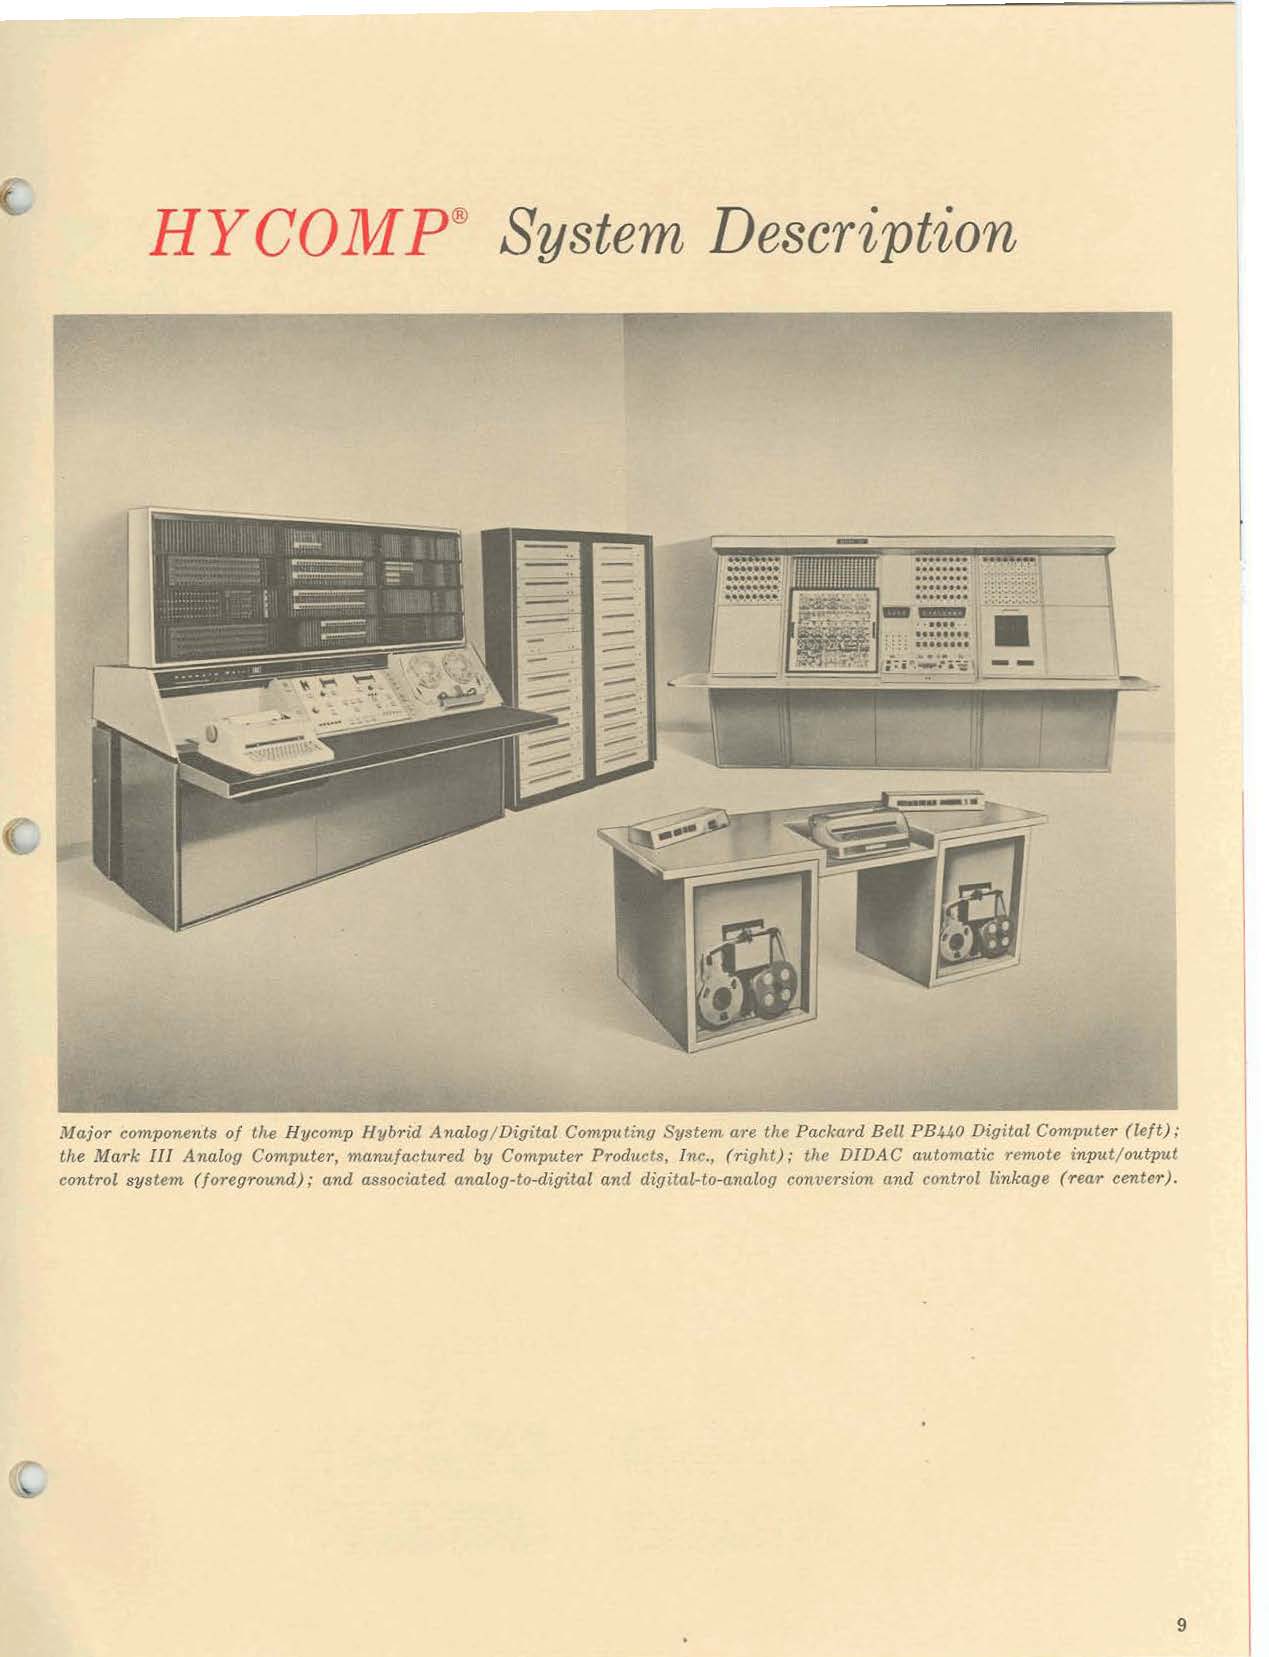 HYCOMP® System Description
Major components of the Hycomp Hybrid Analog/Digital Computing System are the Packard Bell PB440 Digital Computer (left);
the Mark III Analog Computer, manufactured by Computer Products, Inc., (right); the DIDAC automatic remote input/output
control system (foreground); and associated analog-to-digital and digital-to-analog conversion and control linkage (rear center).
9